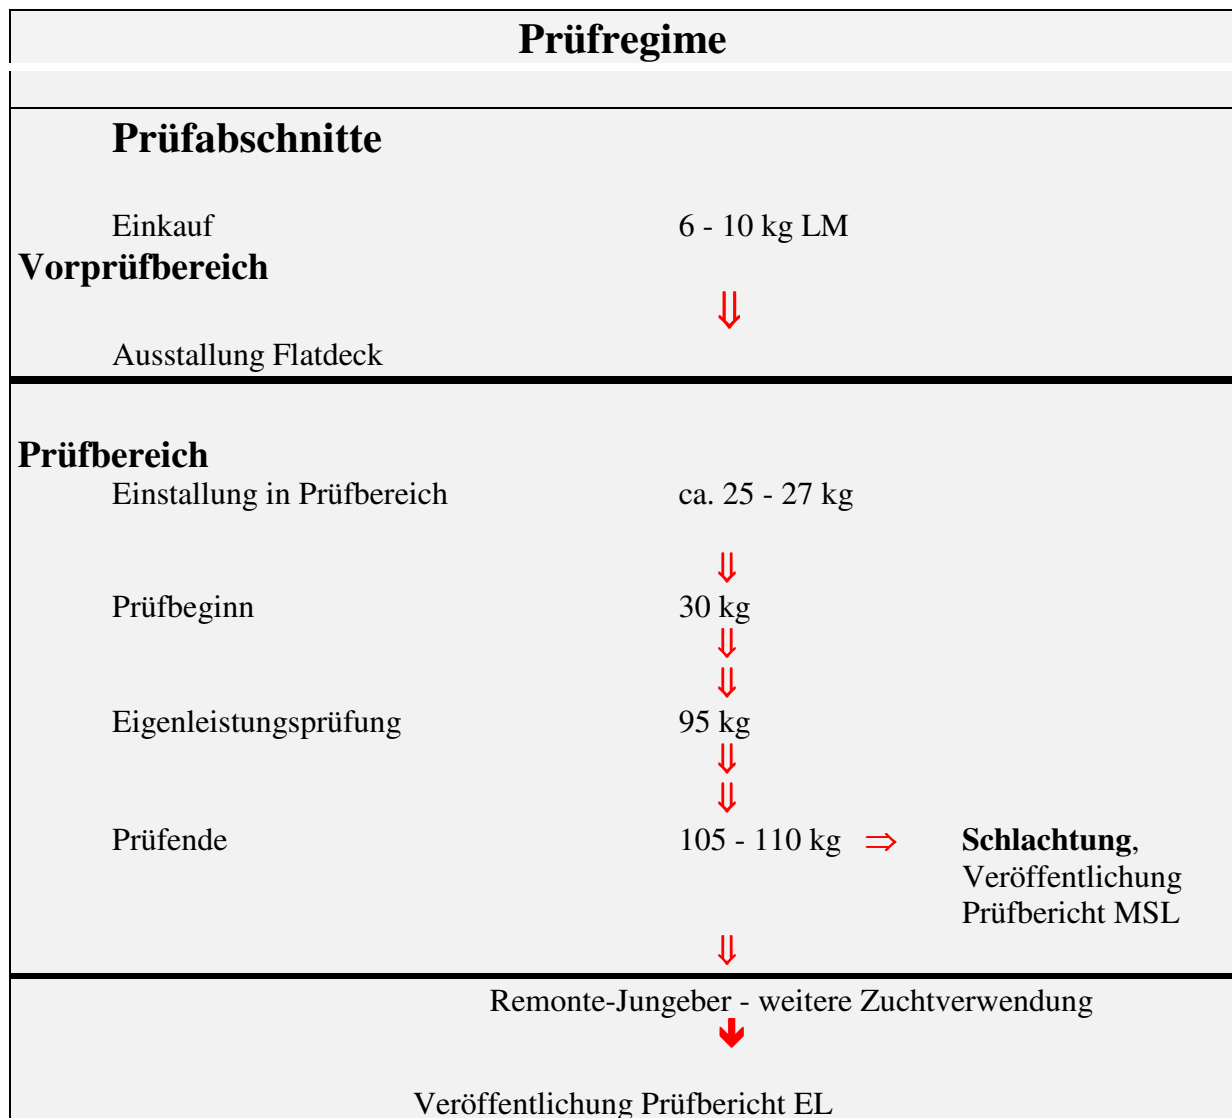 Prüfregime
Prüfabschnitte
Einkauf 6 - 10 kg LM
Vorprüfbereich
⇓
Ausstallung Flatdeck
Prüfbereich
Einstallung in Prüfbereich ca. 25 - 27 kg
⇓
Prüfbeginn 30 kg
⇓
⇓
Eigenleistungsprüfung 95 kg
⇓
⇓
Prüfende 105 - 110 kg ⇒ Schlachtung,
Veröffentlichung
Prüfbericht MSL
⇓
Remonte-Jungeber - weitere Zuchtverwendung
🡫
Veröffentlichung Prüfbericht EL